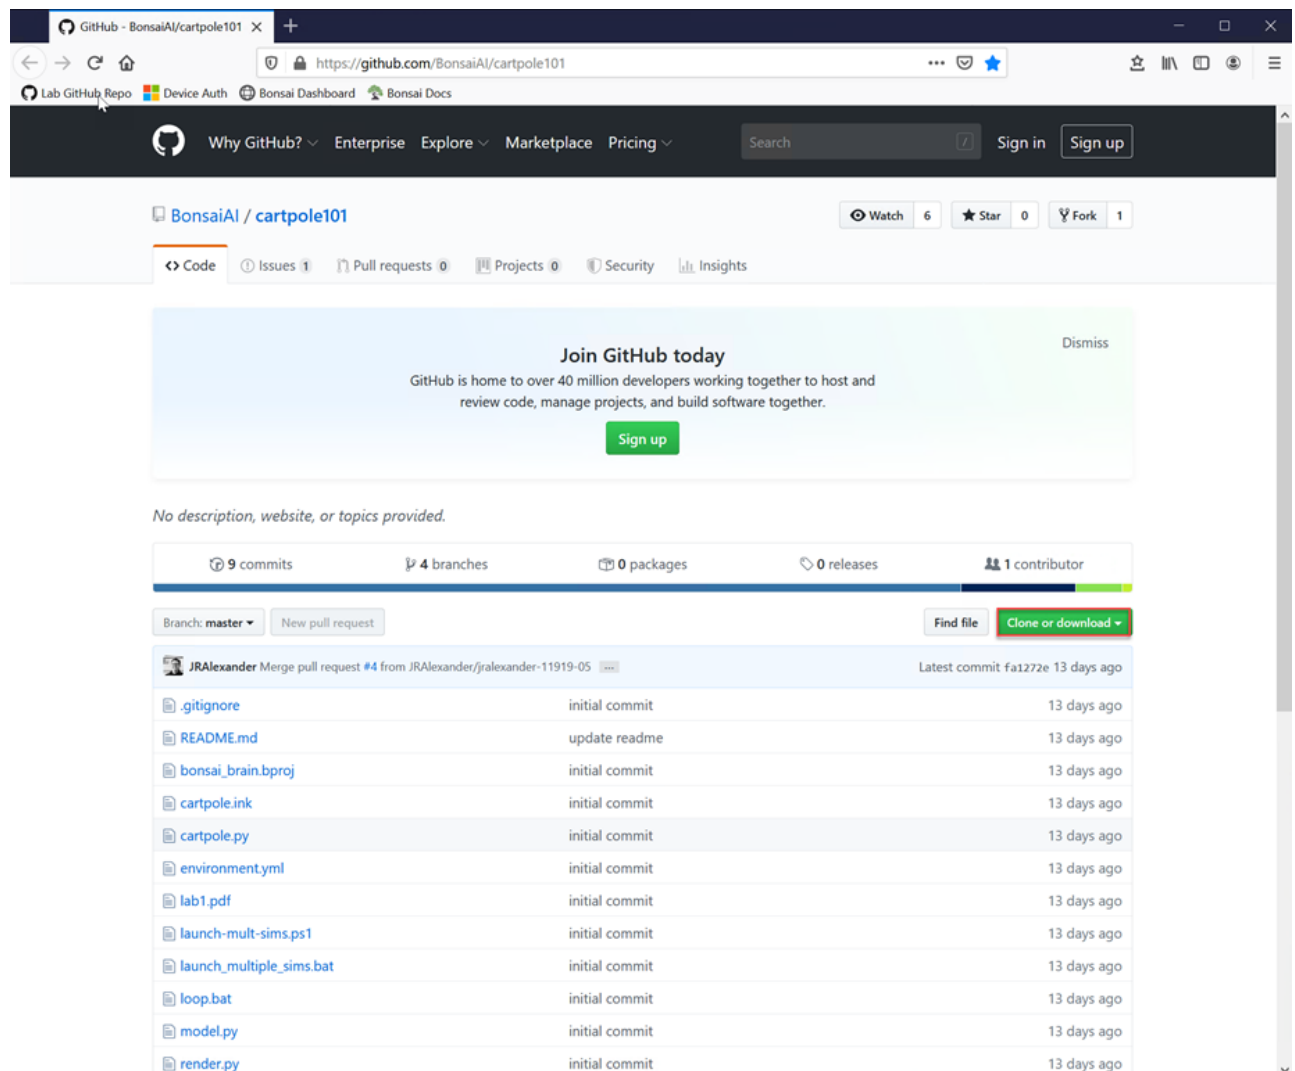 GitHub - BonsaiAI/cartpole101
https://github.com/BonsaiAI/cartpole101
Lab GitHub Repo Device Auth Bonsai Dashboard Bonsai Docs
Why GitHub? Enterprise Explore Marketplace Pricing Search / Sign in Sign up
BonsaiAI / cartpole101 Watch 6 Star 0 Fork 1
Code Issues 1 Pull requests 0 Projects 0 Security Insights
Dismiss
Join GitHub today
GitHub is home to over 40 million developers working together to host and
review code, manage projects, and build software together.
Sign up
No description, website, or topics provided.
9 commits 4 branches 0 packages 0 releases 1 contributor
Branch: master New pull request Find file Clone or download
JRAlexander Merge pull request #4 from JRAlexander/jralexander-11919-05 ... Latest commit fa1272e 13 days ago
.gitignore initial commit 13 days ago
README.md update readme 13 days ago
bonsai_brain.bproj initial commit 13 days ago
cartpole.ink initial commit 13 days ago
cartpole.py initial commit 13 days ago
environment.yml initial commit 13 days ago
lab1.pdf initial commit 13 days ago
launch-mult-sims.ps1 initial commit 13 days ago
launch_multiple_sims.bat initial commit 13 days ago
loop.bat initial commit 13 days ago
model.py initial commit 13 days ago
render.py initial commit 13 days ago